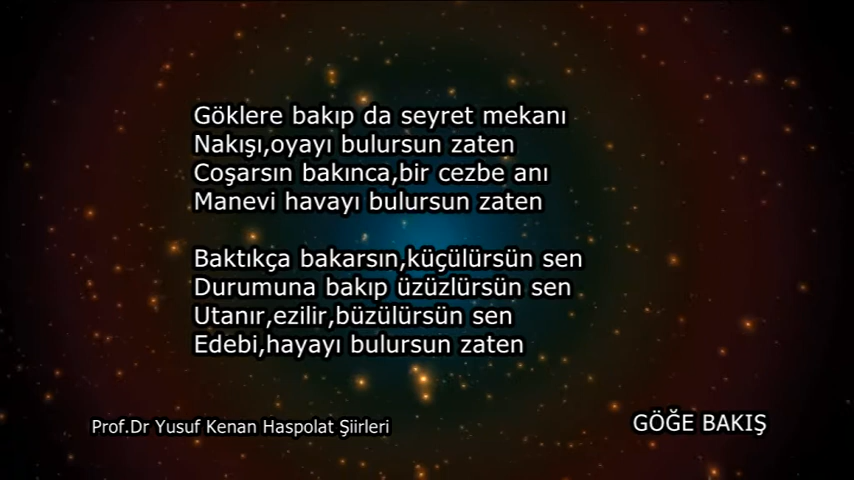 Göklere bakıp da seyret mekanı
Nakışı,oyayı bulursun zaten
Coşarsın bakınca,bir cezbe anı
Manevi havayı bulursun zaten
Baktıkça bakarsın,küçülürsün sen
Durumuna bakıp üzüzlürsün sen
Utanır,ezilir,büzülürsün sen
Edebi,hayayı bulursun zaten
Prof.Dr Yusuf Kenan Haspolat Şiirleri
GÖĞE BAKIŞ